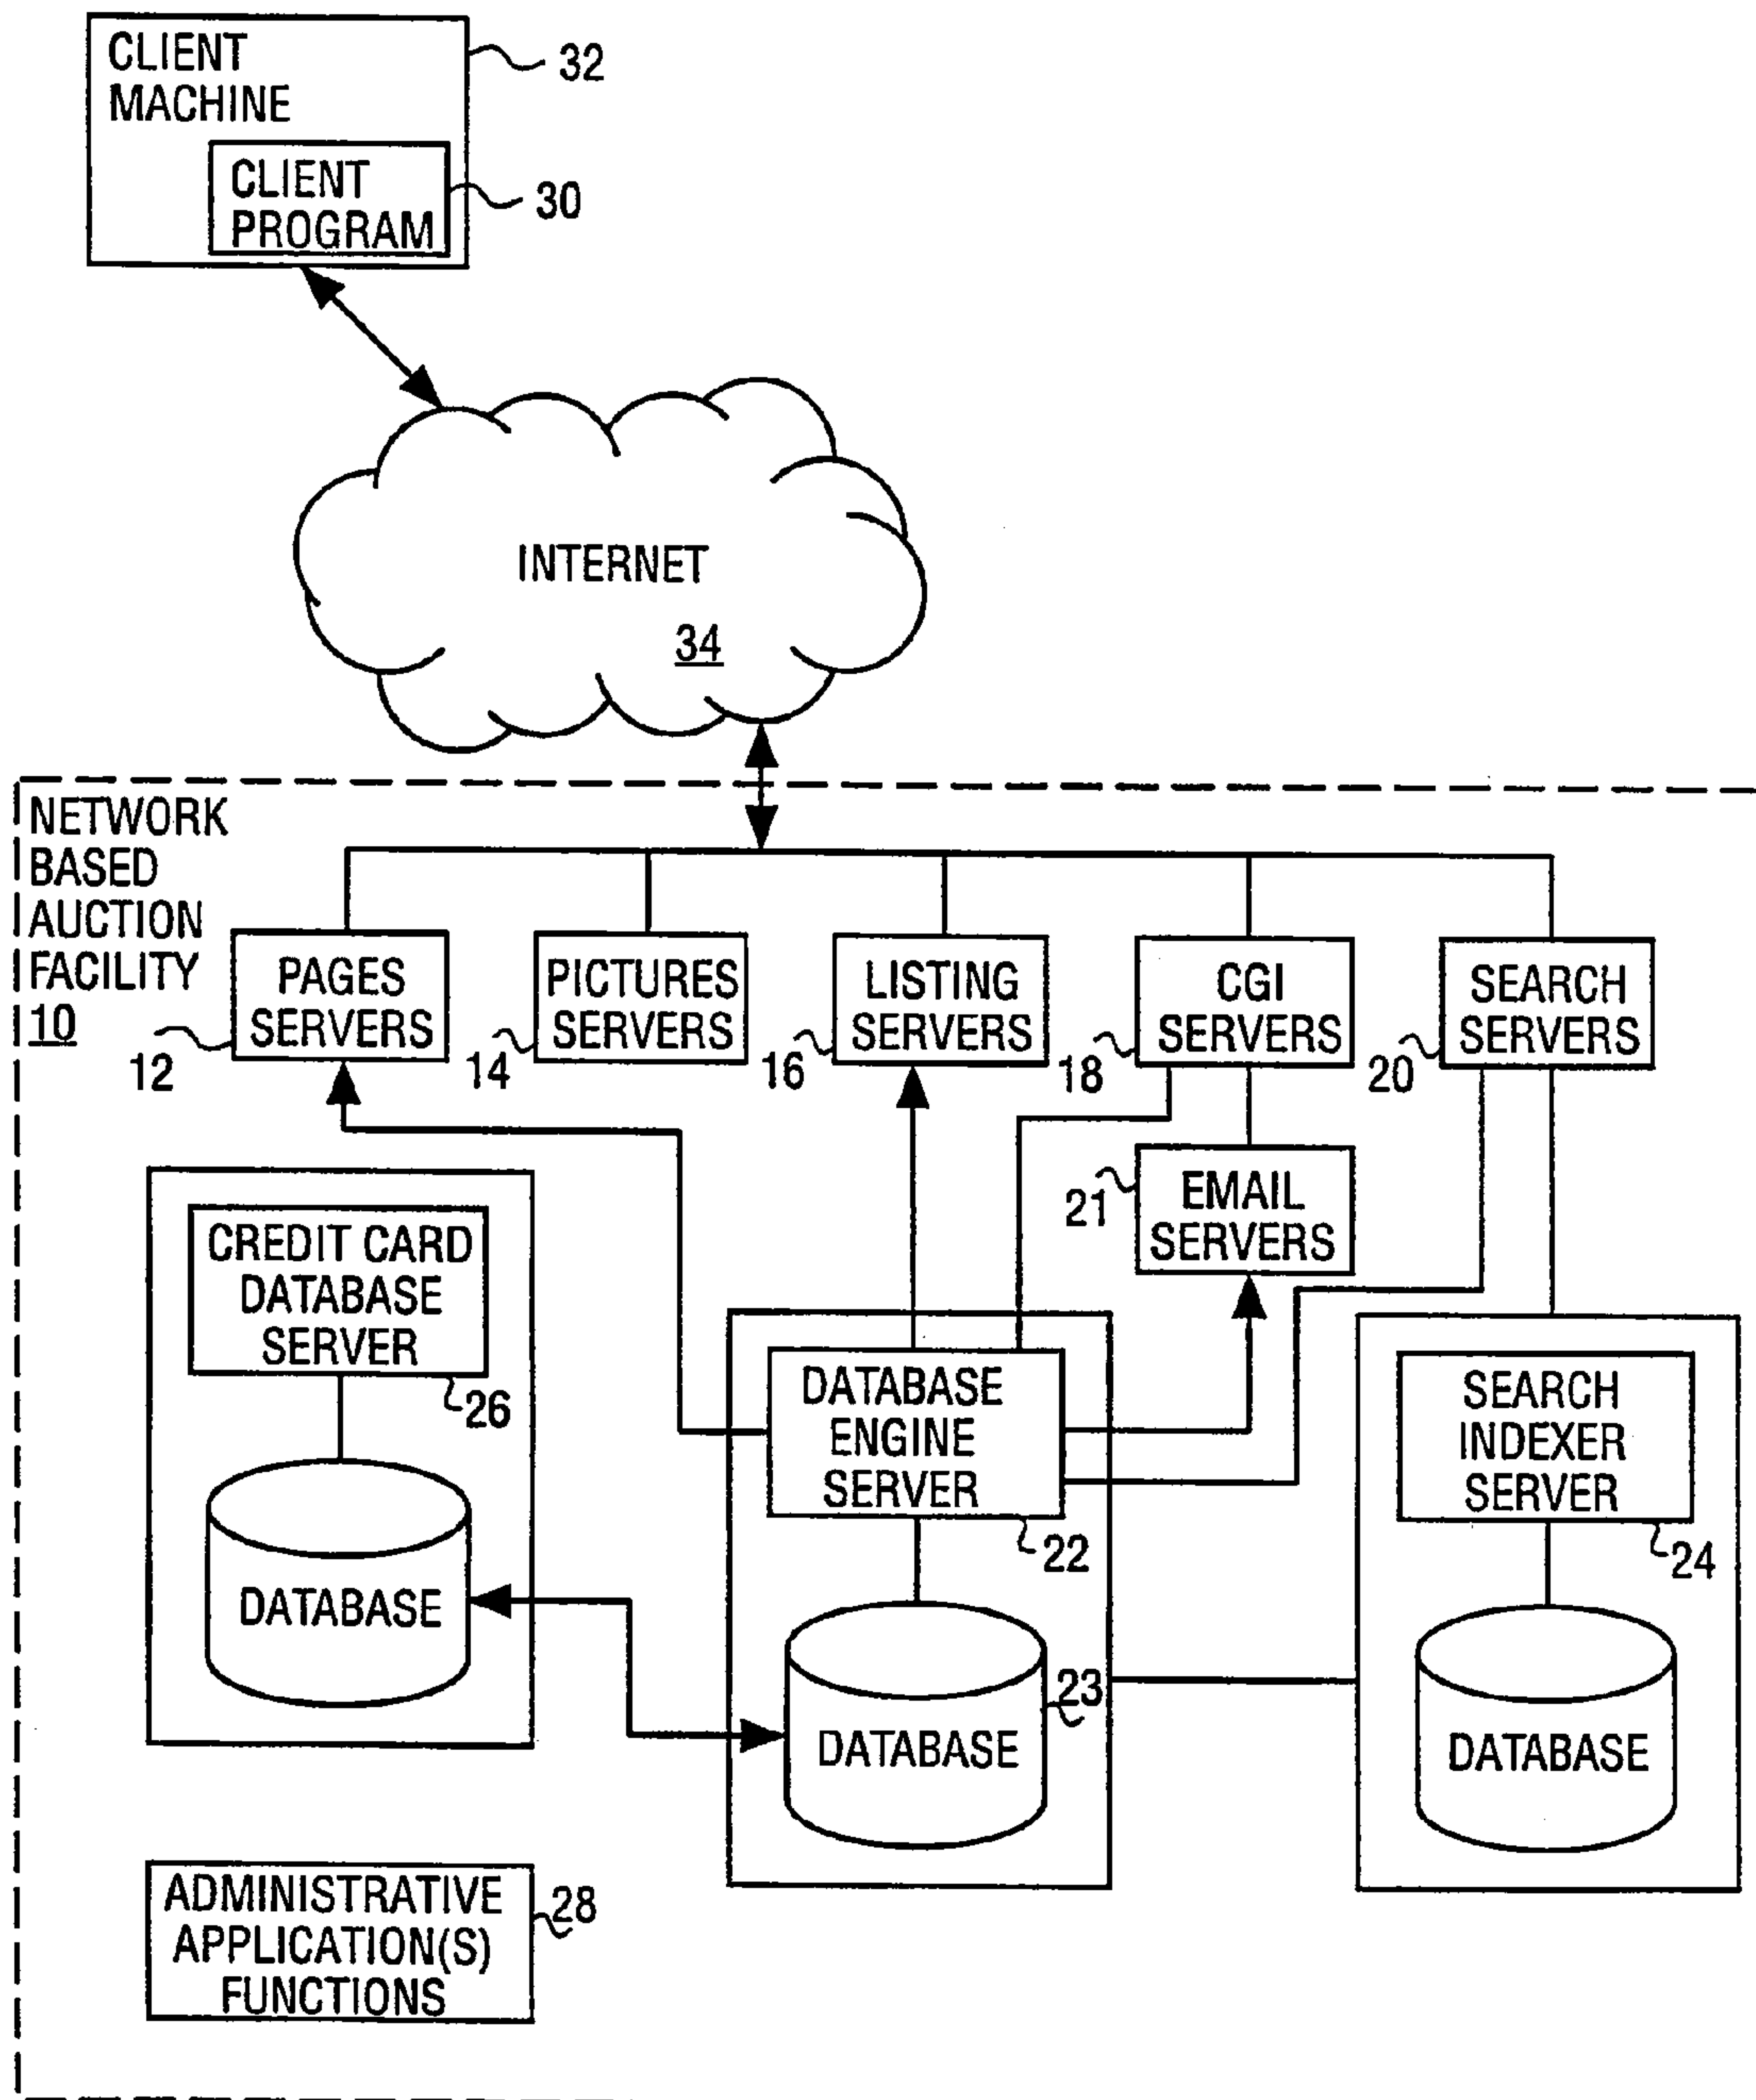 CLIENT
MACHINE
32
CLIENT
PROGRAM
30
INTERNET
34
NETWORK
BASED
AUCTION
FACILITY
10
PAGES
SERVERS
12
PICTURES
SERVERS
14
LISTING
SERVERS
16
CGI
SERVERS
18
SEARCH
SERVERS
20
EMAIL
SERVERS
21
CREDIT CARD
DATABASE
SERVER
26
DATABASE
DATABASE
ENGINE
SERVER
22
DATABASE
23
SEARCH
INDEXER
SERVER
24
DATABASE
ADMINISTRATIVE
APPLICATION(S)
FUNCTIONS
28